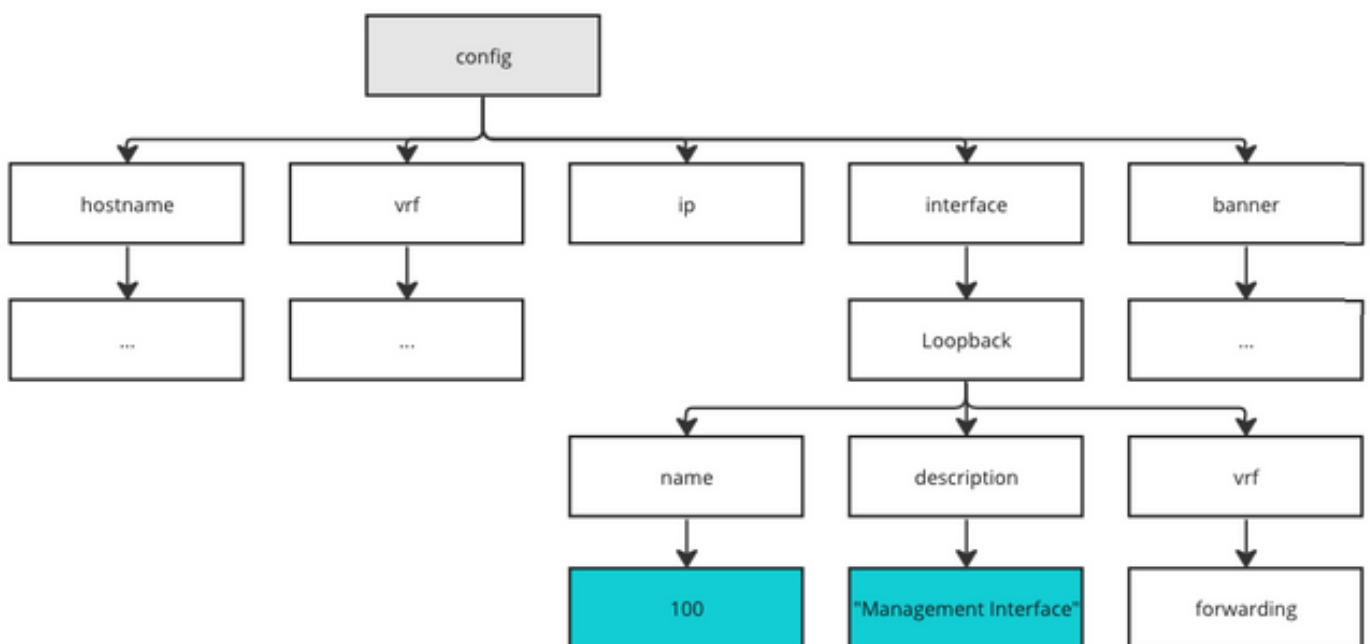 config
hostname
vrf
ip
interface
banner
...
...
Loopback
...
name
description
vrf
100
"Management Interface"
forwarding